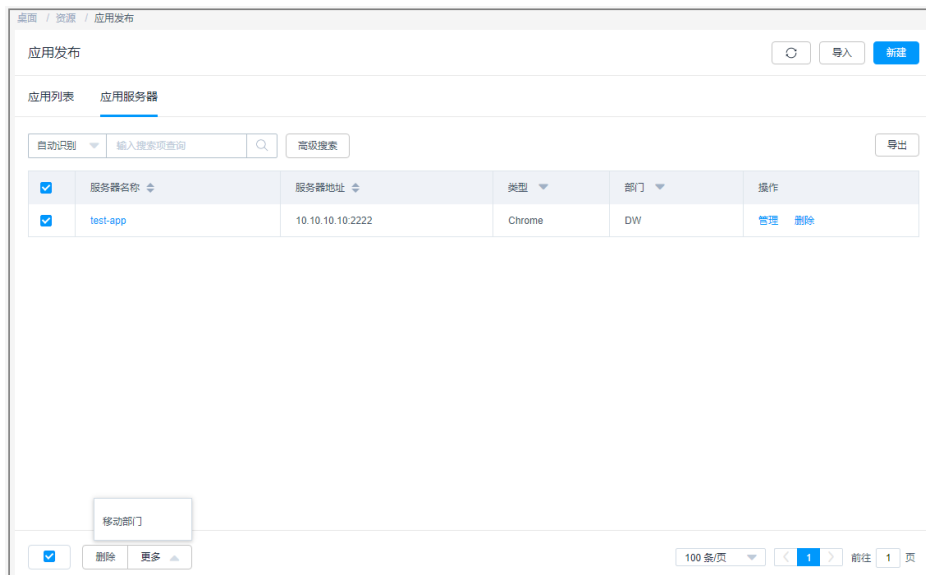 桌面 / 资源 / 应用发布
应用发布 导入 新建
应用列表 应用服务器
自动识别 输入搜索项查询 高级搜索 导出
服务器名称 服务器地址 类型 部门 操作
test-app 10.10.10.10:2222 Chrome DW 管理 删除
移动部门
删除 更多 100 条/页 1 前往 1 页